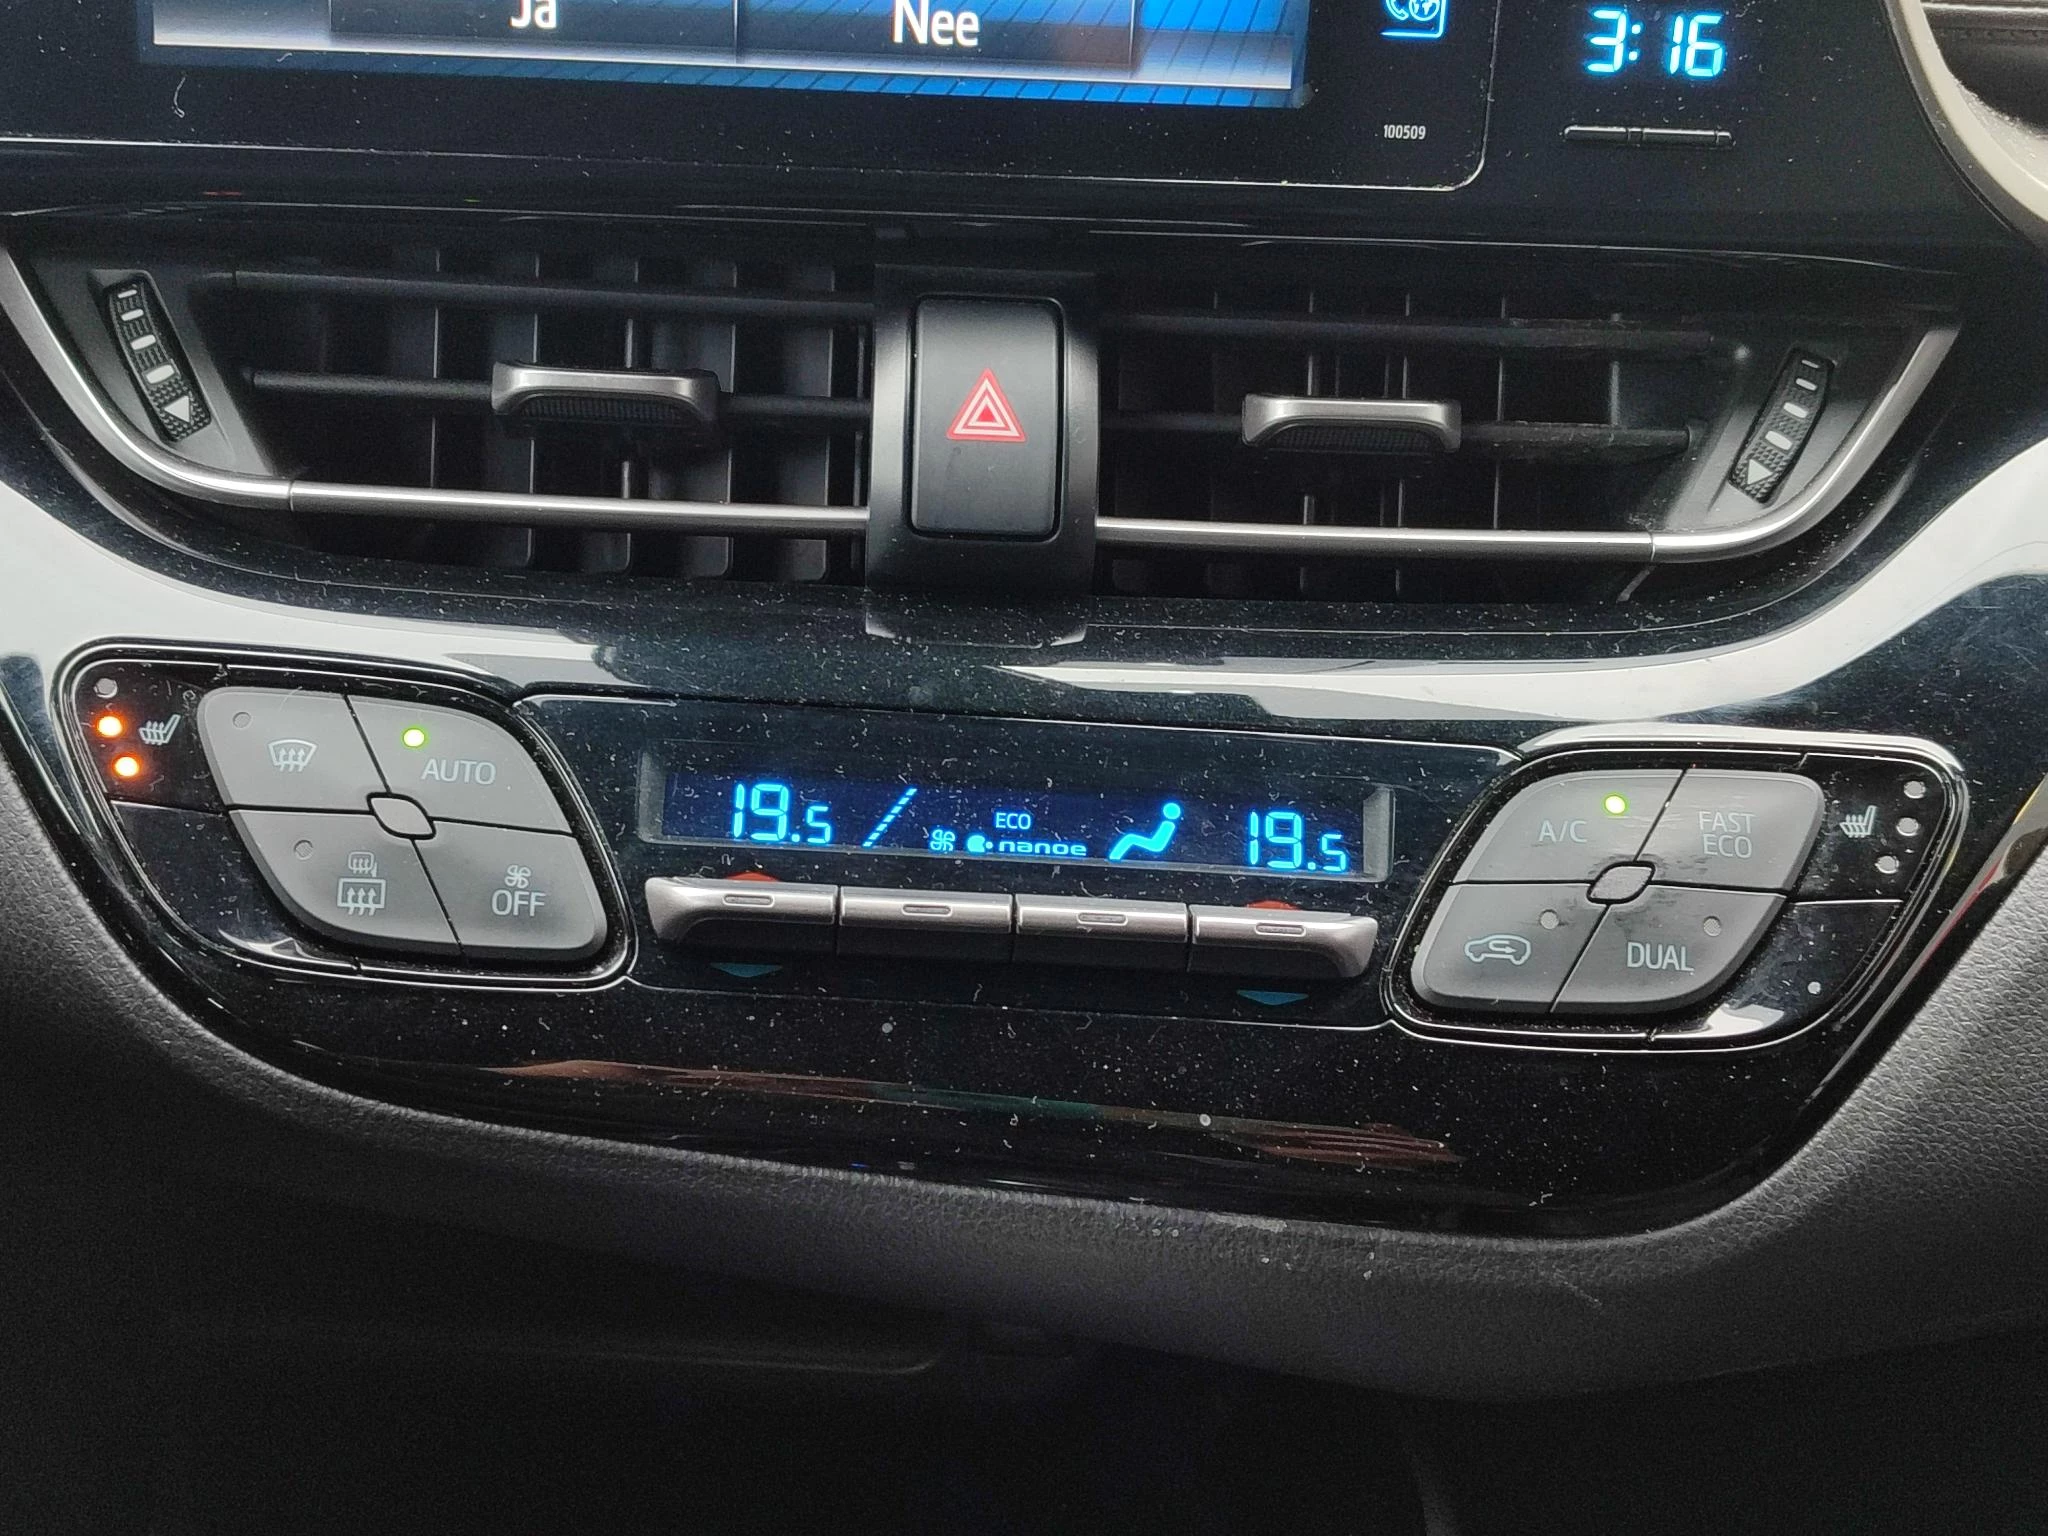 Ja
Nee
3:16
100509
AUTO
OFF
19.5
ECO
nanoe
19.5
A/C
FAST
ECO
DUAL